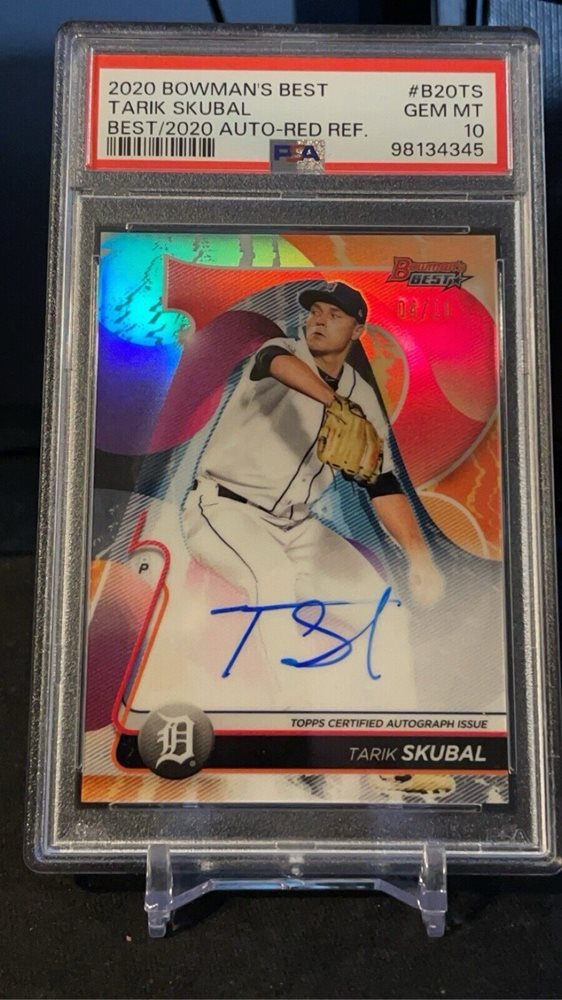 2020 BOWMAN'S BEST #B20TS
TARIK SKUBAL GEM MT
BEST/2020 AUTO-RED REF. 10
PSA 98134345
BOWMAN'S
BEST
P
T Sl
TOPPS CERTIFIED AUTOGRAPH ISSUE
D
TARIK SKUBAL